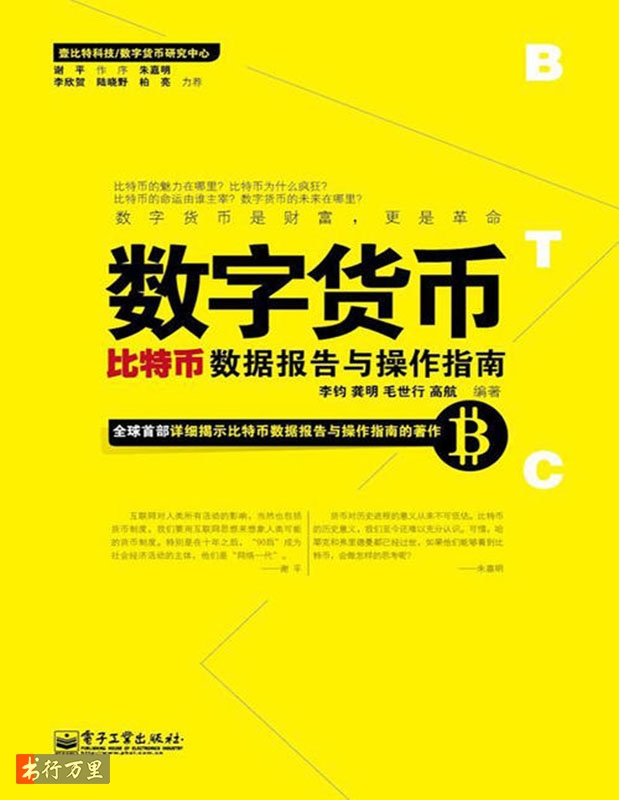 壹比特科技/数字货币研究中心
谢 平 作 序 朱嘉明
李欣贺 陆晓野 柏 亮 力荐
B
T
C
比特币的魅力在哪里？比特币为什么疯狂？
比特币的命运由谁主宰？数字货币的未来在哪里？
数字货币是财富，更是革命
数字货币
比特币 数据报告与操作指南
李钧 龚明 毛世行 高航 编著
全球首部详细揭示比特币数据报告与操作指南的著作
互联网对人类所有活动的影响，当然也包括
货币制度。我们要用互联网思想来想象人类可能
的货币制度。特别是在十年之后，“90后”成为
社会经济活动的主体，他们是“网络一代”。
——谢 平
货币对历史进程的意义从来不可低估。比特币
的历史意义，我们至今还难以充分认识。可惜，哈
耶克和弗里德曼都已经过世，如果他们能够看到比
特币，会做怎样的思考呢？
——朱嘉明
电子工业出版社
PUBLISHING HOUSE OF ELECTRONICS INDUSTRY
http://www.phei.com.cn
书行万里